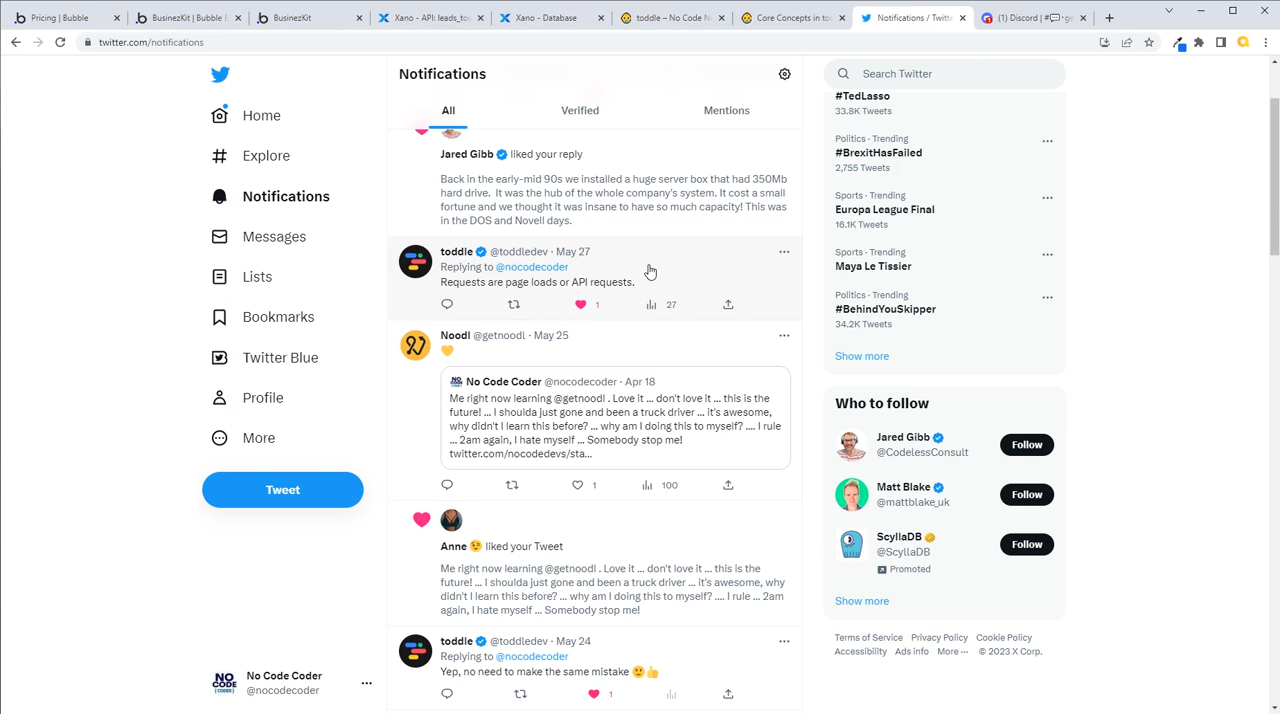 Pricing | Bubble
BusinezKit | Bubble E
BusinezKit
Xano - API: leads_to
Xano - Database
toddle – No Code N
Core Concepts in to
Notifications / Twitte
(1) Discord | #
twitter.com/notifications
Home
Explore
Notifications
Messages
Lists
Bookmarks
Twitter Blue
Profile
More
Tweet
NO CODE CODER
No Code Coder
@nocodecoder
Notifications
All
Verified
Mentions
Jared Gibb liked your reply
Back in the early-mid 90s we installed a huge server box that had 350Mb
hard drive. It was the hub of the whole company's system. It cost a small
fortune and we thought it was insane to have so much capacity! This was
in the DOS and Novell days.
toddle @toddledev · May 27
Replying to @nocodecoder
Requests are page loads or API requests.
1
27
Noodl @getnoodl · May 25
No Code Coder @nocodecoder · Apr 18
Me right now learning @getnoodl . Love it ... don't love it ... this is the
future! ... I shoulda just gone and been a truck driver ... it's awesome,
why didn't I learn this before? ... why am I doing this to myself? .... I rule
... 2am again, I hate myself ... Somebody stop me!
twitter.com/nocodedevs/sta...
1
100
Anne liked your Tweet
Me right now learning @getnoodl . Love it ... don't love it ... this is the
future! ... I shoulda just gone and been a truck driver ... it's awesome, why
didn't I learn this before? ... why am I doing this to myself? .... I rule ... 2am
again, I hate myself ... Somebody stop me!
toddle @toddledev · May 24
Replying to @nocodecoder
Yep, no need to make the same mistake
1
Search Twitter
#TedLasso
33.8K Tweets
Politics · Trending
#BrexitHasFailed
2,755 Tweets
Sports · Trending
Europa League Final
16.1K Tweets
Sports · Trending
Maya Le Tissier
Politics · Trending
#BehindYouSkipper
34.2K Tweets
Show more
Who to follow
Jared Gibb
@CodelessConsult
Follow
Matt Blake
@mattblake_uk
Follow
ScyllaDB
@ScyllaDB
Promoted
Follow
Show more
Terms of Service Privacy Policy Cookie Policy
Accessibility Ads info More ··· © 2023 X Corp.